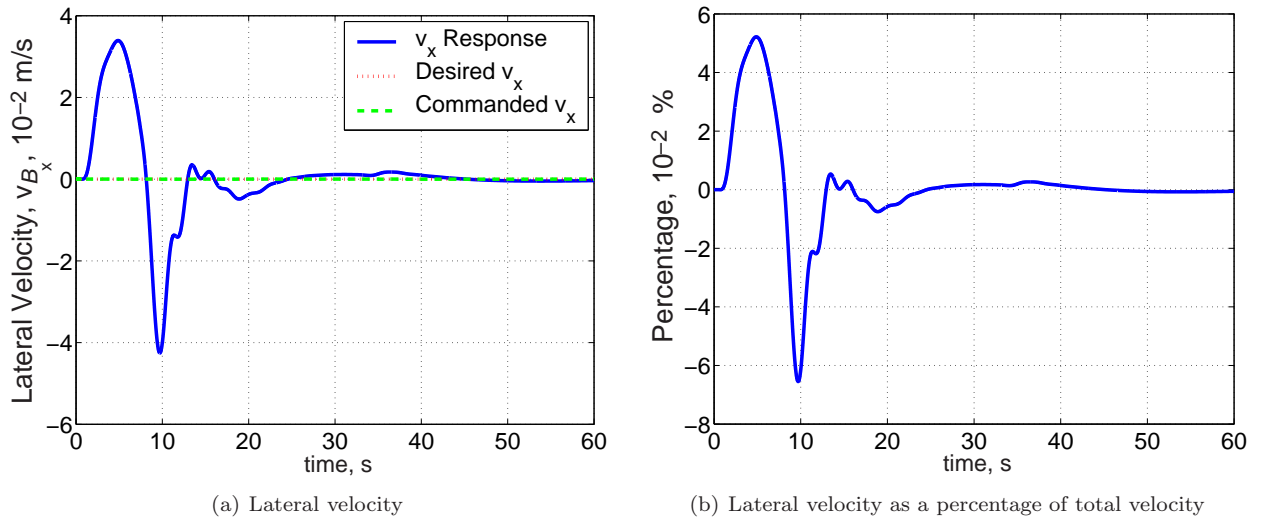 4
2
0
−2
−4
−6
0 10 20 30 40 50 60
time, s
Lateral Velocity, v_{B_x}, 10^{−2} m/s
v_x Response
Desired v_x
Commanded v_x
(a) Lateral velocity
6
4
2
0
−2
−4
−6
−8
0 10 20 30 40 50 60
time, s
Percentage, 10^{−2} %
(b) Lateral velocity as a percentage of total velocity